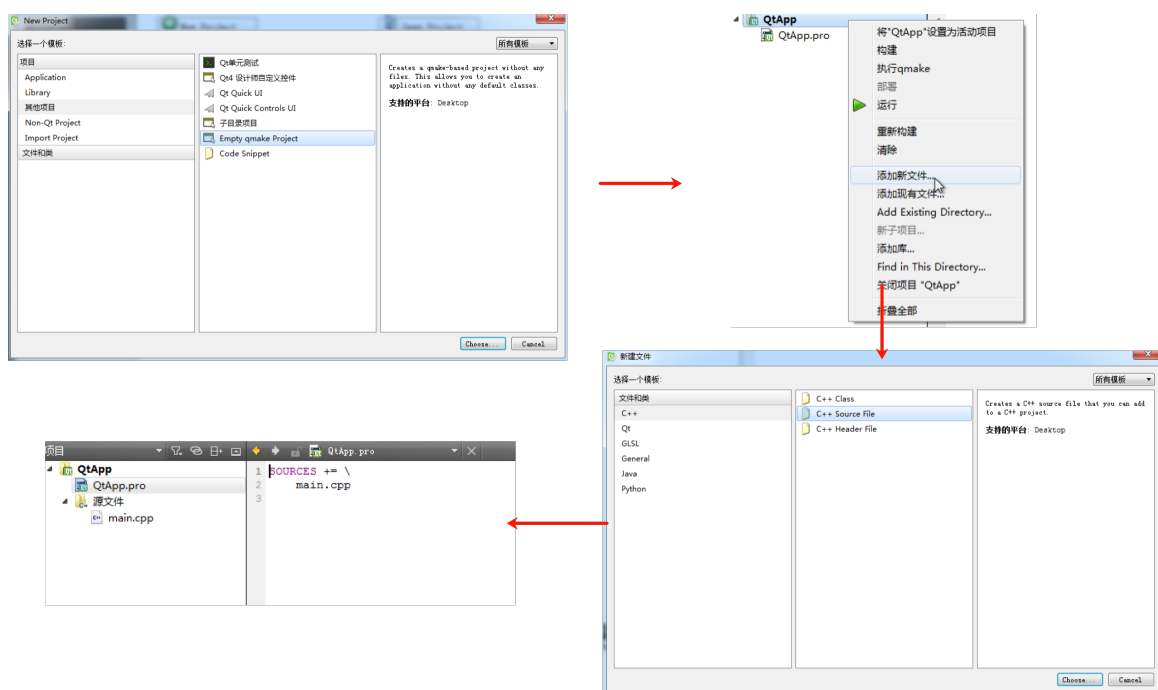 New Project
选择一个模板:
所有模板
项目
Application
Library
其他项目
Non-Qt Project
Import Project
文件和类
Qt单元测试
Qt4 设计师自定义控件
Qt Quick UI
Qt Quick Controls UI
子目录项目
Empty qmake Project
Code Snippet
Creates a qmake-based project without any
files. This allows you to create an
application without any default classes.
支持的平台: Desktop
Choose...
Cancel
QtApp
QtApp.pro
将"QtApp"设置为活动项目
构建
执行qmake
部署
运行
重新构建
清除
添加新文件...
添加现有文件...
Add Existing Directory...
新子项目...
添加库...
Find in This Directory...
关闭项目 "QtApp"
折叠全部
新建文件
选择一个模板:
所有模板
文件和类
C++
Qt
GLSL
General
Java
Python
C++ Class
C++ Source File
C++ Header File
Creates a C++ source file that you can add
to a C++ project.
支持的平台: Desktop
Choose...
Cancel
项目
QtApp.pro
QtApp
QtApp.pro
源文件
main.cpp
1 SOURCES += \
2 main.cpp
3